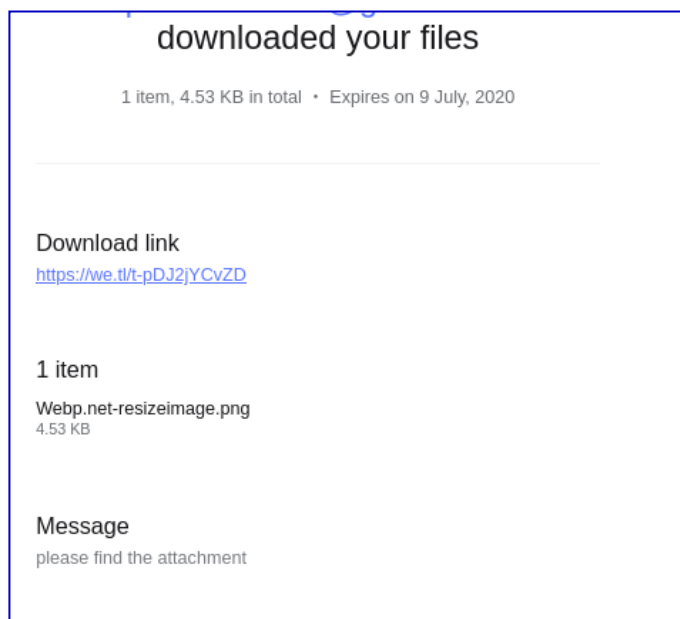 downloaded your files
1 item, 4.53 KB in total • Expires on 9 July, 2020
Download link
https://we.tl/t-pDJ2jYCvZD
1 item
Webp.net-resizeimage.png
4.53 KB
Message
please find the attachment